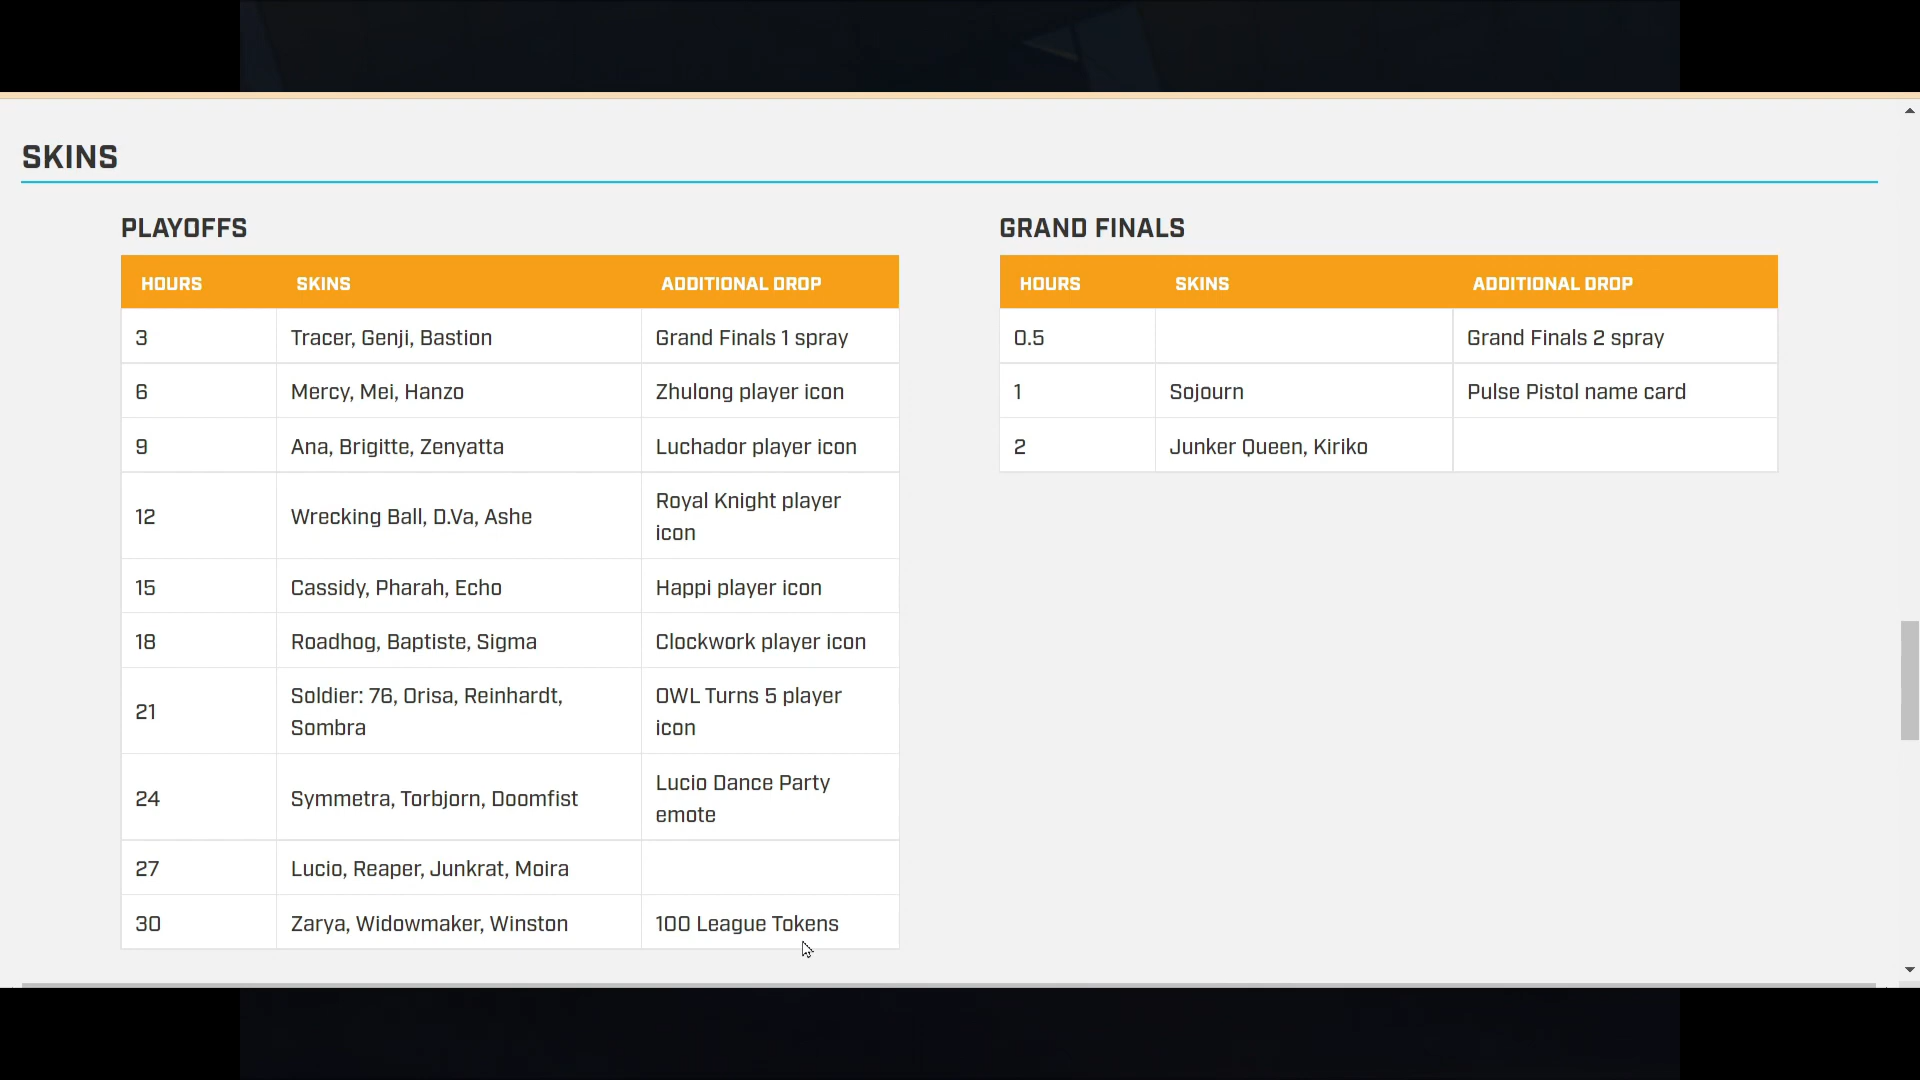 SKINS
PLAYOFFS
HOURS SKINS ADDITIONAL DROP
3 Tracer, Genji, Bastion Grand Finals 1 spray
6 Mercy, Mei, Hanzo Zhulong player icon
9 Ana, Brigitte, Zenyatta Luchador player icon
12 Wrecking Ball, D.Va, Ashe Royal Knight player
icon
15 Cassidy, Pharah, Echo Happi player icon
18 Roadhog, Baptiste, Sigma Clockwork player icon
21 Soldier: 76, Orisa, Reinhardt, OWL Turns 5 player
Sombra icon
24 Symmetra, Torbjorn, Doomfist Lucio Dance Party
emote
27 Lucio, Reaper, Junkrat, Moira
30 Zarya, Widowmaker, Winston 100 League Tokens
GRAND FINALS
HOURS SKINS ADDITIONAL DROP
0.5 Grand Finals 2 spray
1 Sojourn Pulse Pistol name card
2 Junker Queen, Kiriko